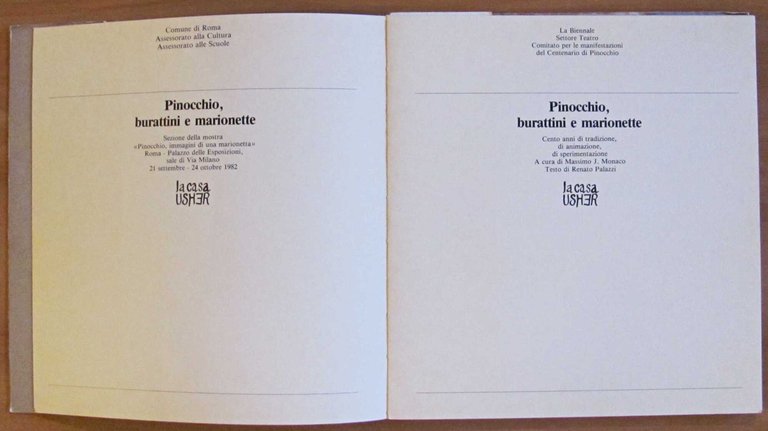 Comune di Roma
Assessorato alla Cultura
Assessorato alle Scuole
Pinocchio,
burattini e marionette
Sezione della mostra
«Pinocchio, immagini di una marionetta»
Roma - Palazzo delle Esposizioni,
sale di Via Milano
21 settembre - 24 ottobre 1982
la casa
USHER
La Biennale
Settore Teatro
Comitato per le manifestazioni
del Centenario di Pinocchio
Pinocchio,
burattini e marionette
Cento anni di tradizione,
di animazione,
di sperimentazione
A cura di Massimo J. Monaco
Testo di Renato Palazzi
la casa
USHER